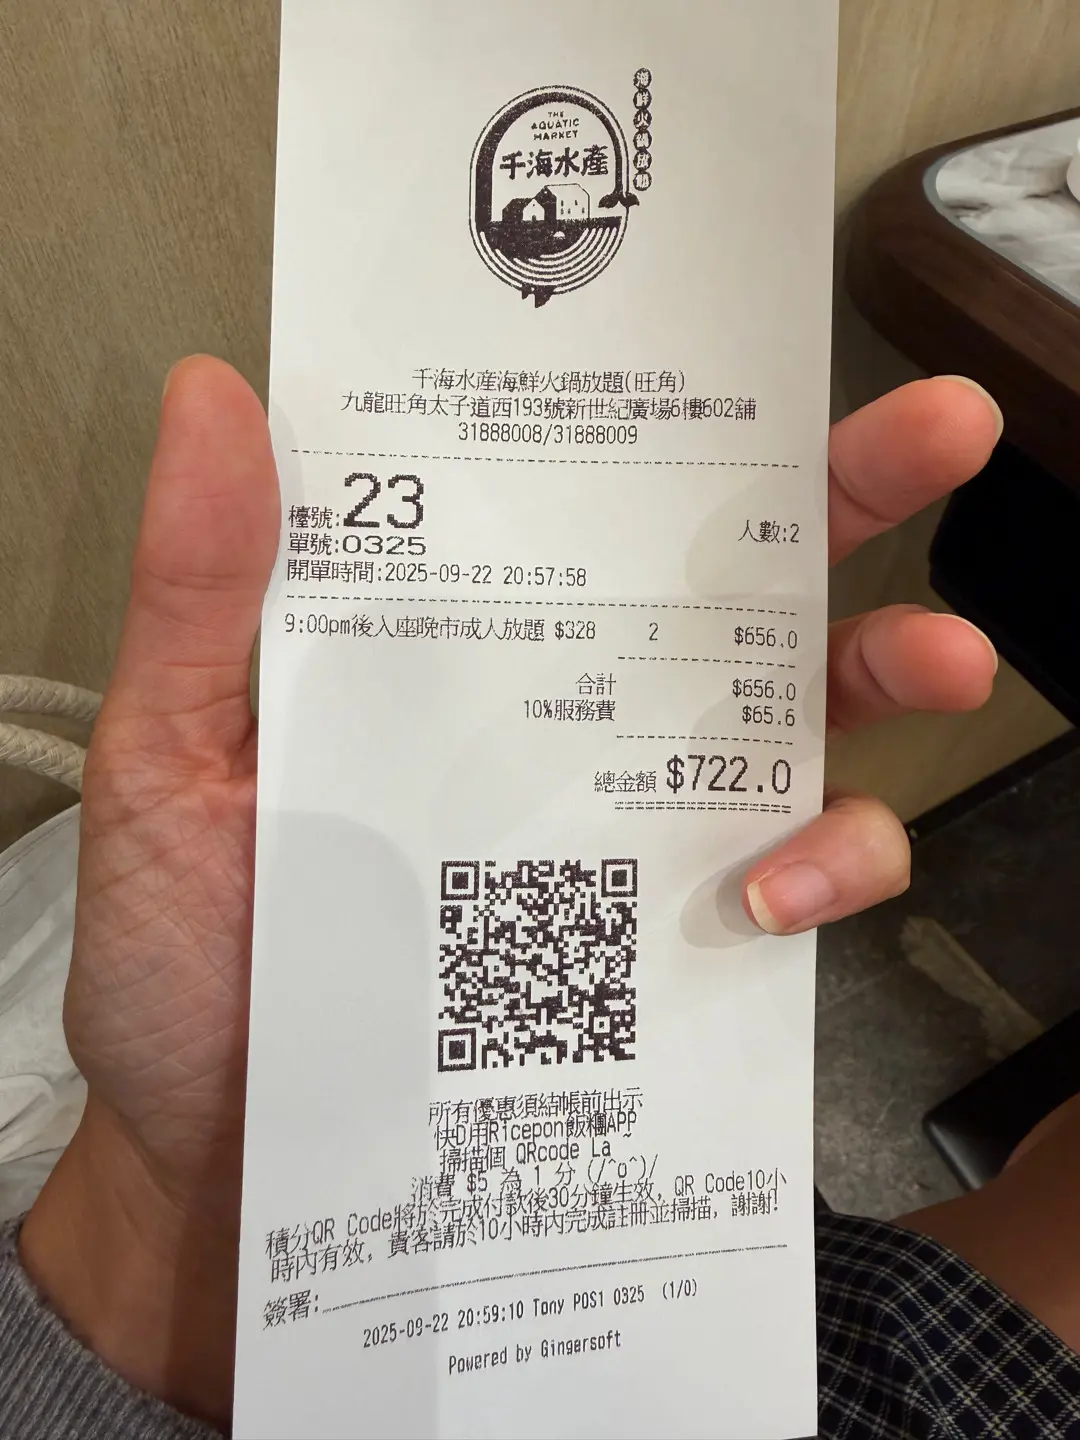 海鮮火鍋放題
THE
AQUATIC
MARKET
千海水產
千海水產海鮮火鍋放題(旺角)
九龍旺角太子道西193號新世紀廣場6樓602舖
31888008/31888009
檯號:23
人數:2
單號:0325
開單時間:2025-09-22 20:57:58
9:00pm後入座晚市成人放題 $328 2 $656.0
合計 $656.0
10%服務費 $65.6
總金額 $722.0
所有優惠須結帳前出示
快D用Ricepon飯糰APP
掃描個 QRcode La~
消費 $5 為 1 分 (/^o^)/
積分QR Code將於完成付款後30分鐘生效, QR Code10小
時內有效, 貴客請於10小時內完成註冊並掃描, 謝謝!
簽署:
2025-09-22 20:59:10 Tony POS1 0325 (1/0)
Powered by Gingersoft